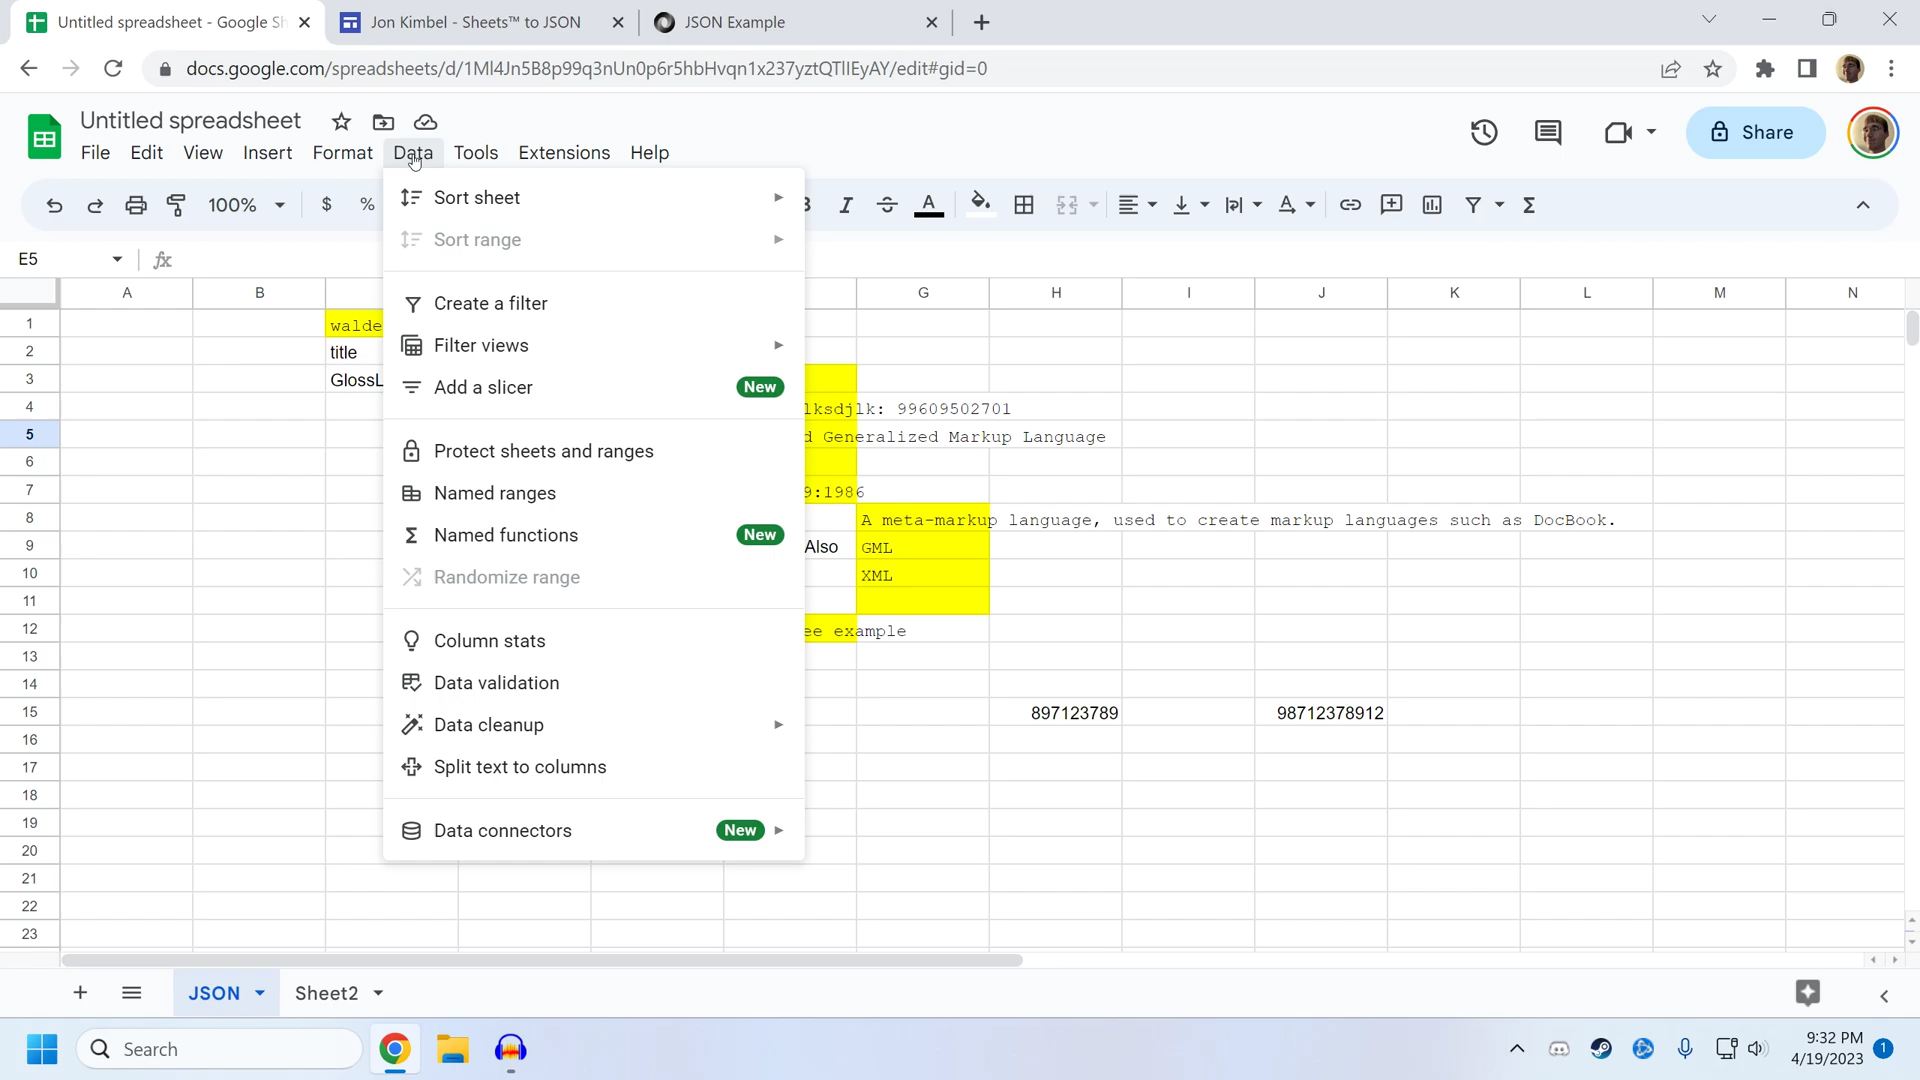 Untitled spreadsheet - Google Sh
Jon Kimbel - Sheets™ to JSON
JSON Example
docs.google.com/spreadsheets/d/1Ml4Jn5B8p99q3nUn0p6r5hbHvqn1x237yztQTlIEyAY/edit#gid=0
Untitled spreadsheet
Share
File Edit View Insert Format Data Tools Extensions Help
100% $ %
E5
A B G H I J K L M N
1 walde
2 title
3 GlossL
4 lksdjlk: 99609502701
5 d Generalized Markup Language
6
7 9:1986
8 A meta-markup language, used to create markup languages such as DocBook.
9 Also GML
10 XML
11
12 ee example
13
14
15 897123789 98712378912
16
17
18
19
20
21
22
23
Sort sheet
Sort range
Create a filter
Filter views
Add a slicer New
Protect sheets and ranges
Named ranges
Named functions New
Randomize range
Column stats
Data validation
Data cleanup
Split text to columns
Data connectors New
JSON Sheet2
Search
9:32 PM
4/19/2023
1